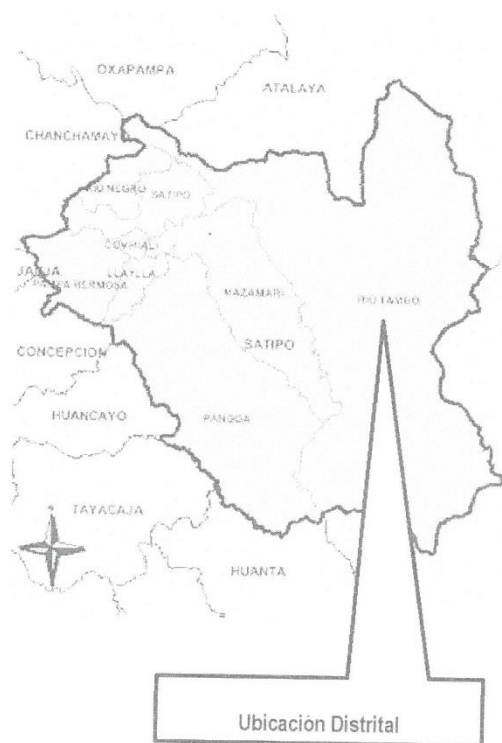 OXAPAMPA
ATALAYA
CHANCHAMAYO
RIO NEGRO
SATIPO
COVIRIALI
LLAYLLA
JAUJA
PAMPA HERMOSA
MAZAMARI
RIO TAMBO
CONCEPCION
SATIPO
HUANCAYO
PANGOA
TAYACAJA
HUANTA
Ubicación Distrital